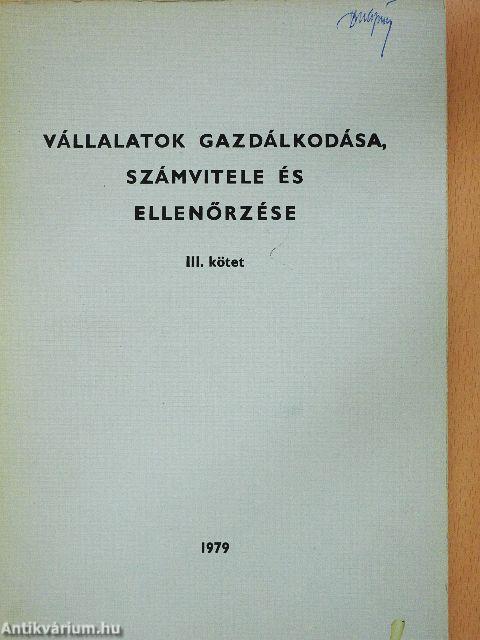 VÁLLALATOK GAZDÁLKODÁSA,
SZÁMVITELE ÉS
ELLENŐRZÉSE
III. kötet
1979
Antikvárium.hu